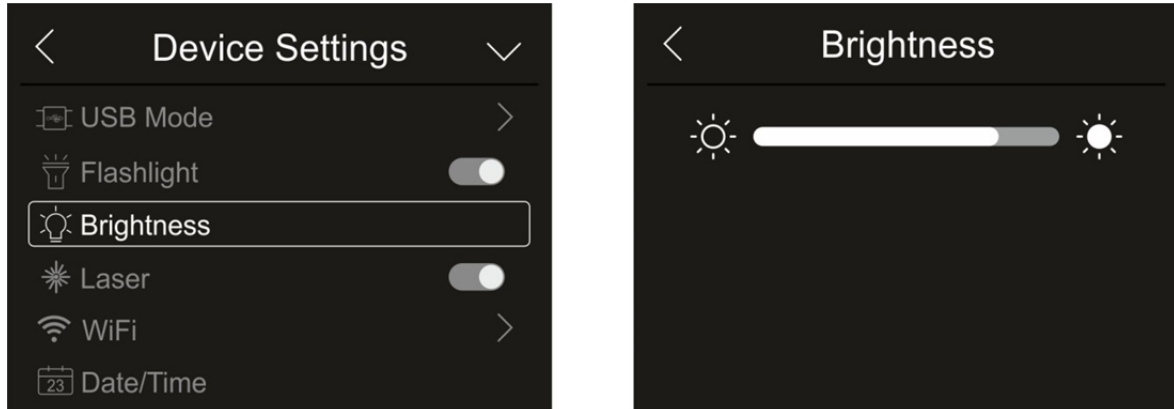 Device Settings
USB Mode
Flashlight
Brightness
Laser
WiFi
23 Date/Time
Brightness